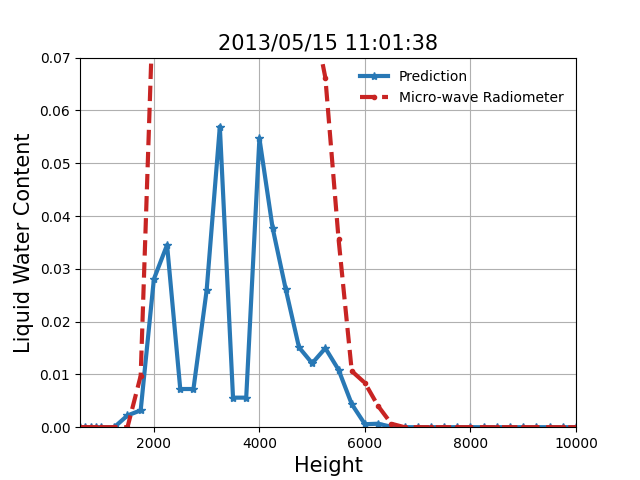 2013/05/15 11:01:38
Prediction
Micro-wave Radiometer
Liquid Water Content
0.07
0.06
0.05
0.04
0.03
0.02
0.01
0.00
2000 4000 6000 8000 10000
Height